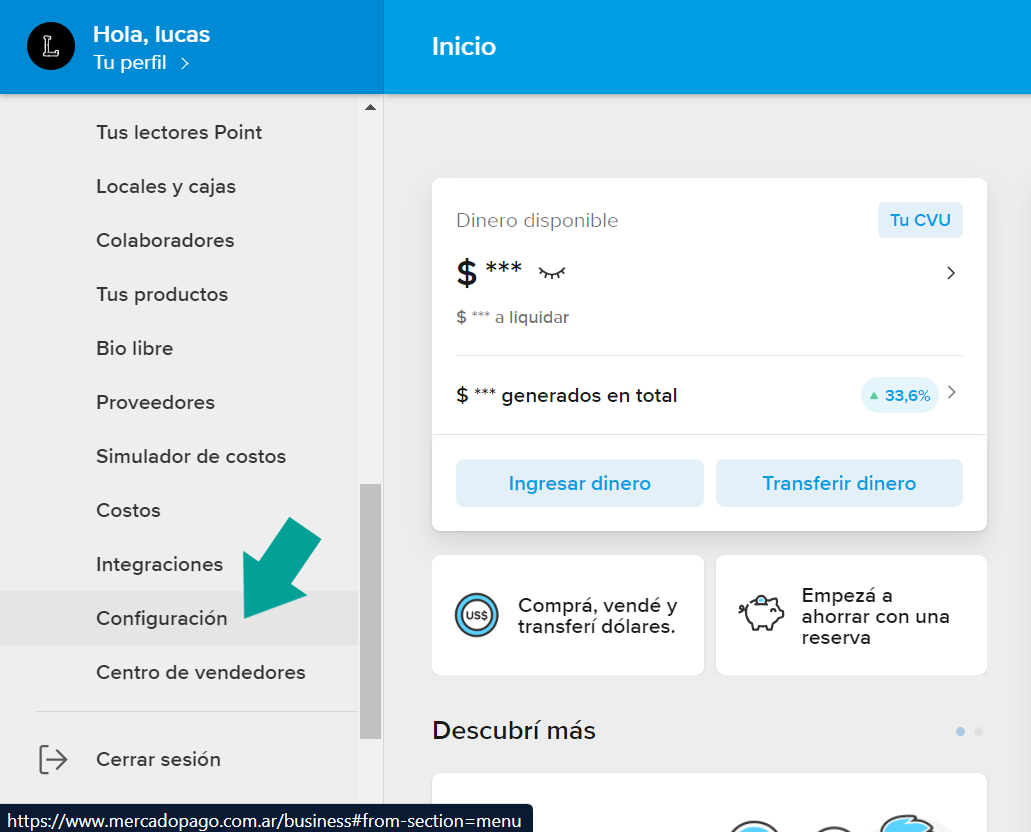 L
Hola, lucas
Tu perfil
Inicio
Tus lectores Point
Locales y cajas
Colaboradores
Tus productos
Bio libre
Proveedores
Simulador de costos
Costos
Integraciones
Configuración
Centro de vendedores
Cerrar sesión
Dinero disponible
Tu CVU
$ ***
$ *** a liquidar
$ *** generados en total
33,6%
Ingresar dinero
Transferir dinero
US$
Comprá, vendé y
transferí dólares.
Empezá a
ahorrar con una
reserva
Descubrí más
https://www.mercadopago.com.ar/business#from-section=menu